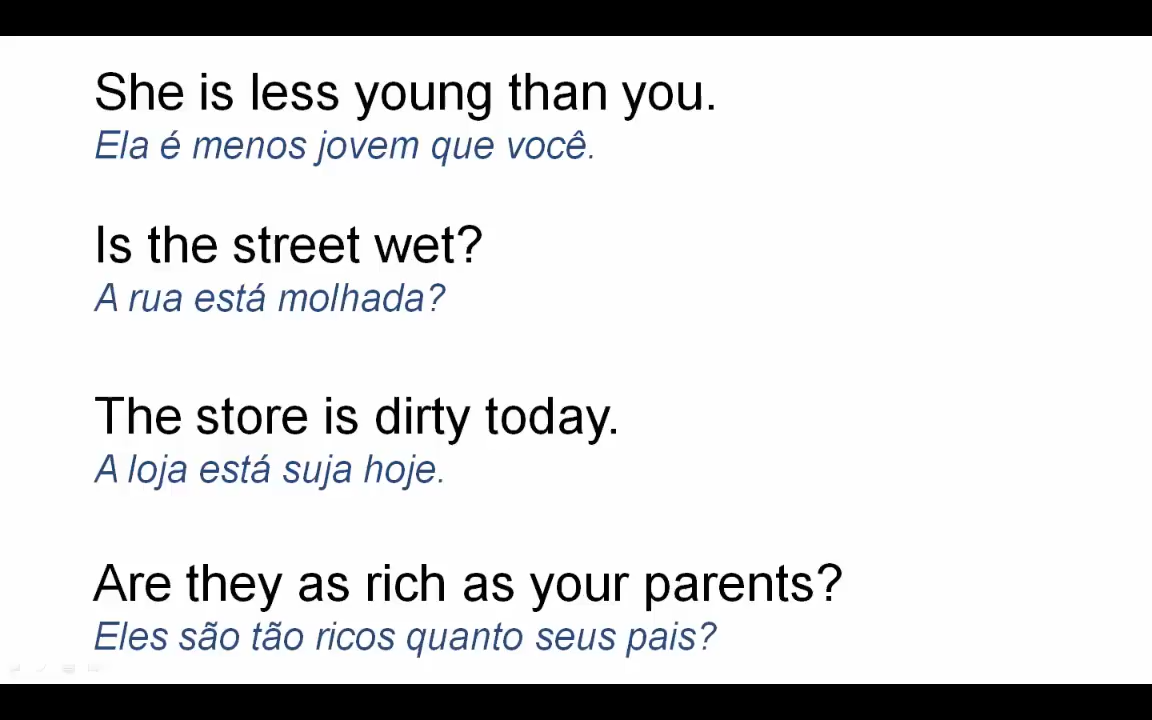 She is less young than you.
Ela é menos jovem que você.
Is the street wet?
A rua está molhada?
The store is dirty today.
A loja está suja hoje.
Are they as rich as your parents?
Eles são tão ricos quanto seus pais?